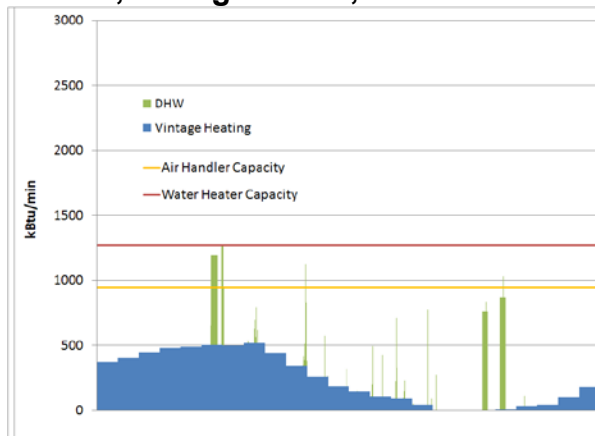 3000
2500
DHW
Vintage Heating
2000
Air Handler Capacity
Water Heater Capacity
1500
kBtu/min
1000
500
0